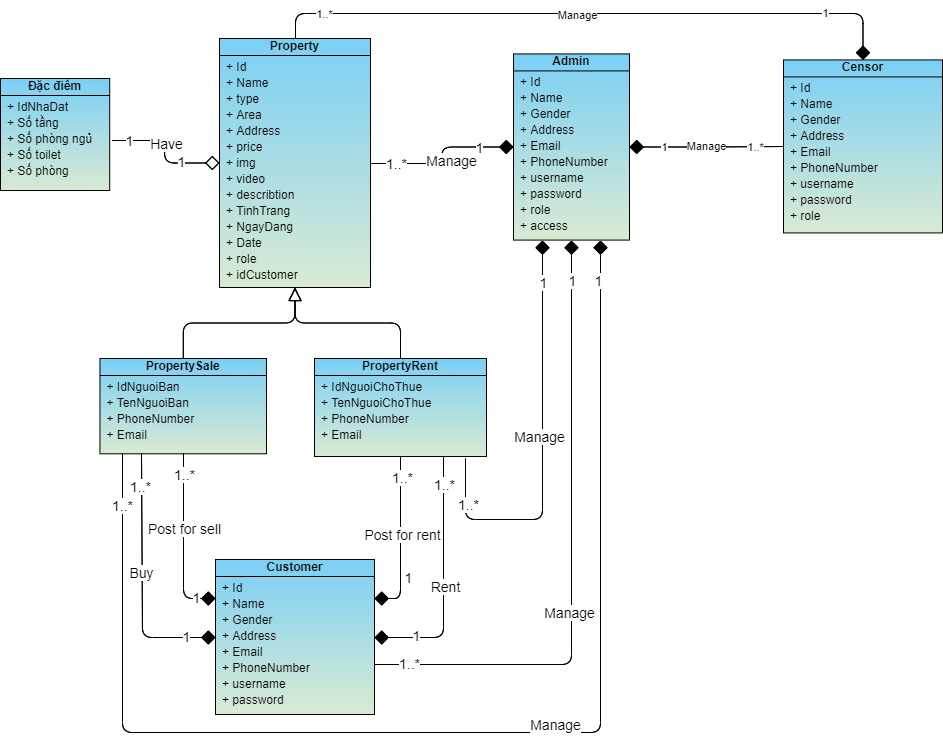 1..*
Manage
1
Property
+ Id
+ Name
+ type
+ Area
+ Address
+ price
+ img
+ video
+ describtion
+ TinhTrang
+ NgayDang
+ Date
+ role
+ idCustomer
Đặc điểm
+ IdNhaDat
+ Số tầng
+ Số phòng ngủ
+ Số toilet
+ Số phòng
1
Have
1
1..*
Manage
1
Admin
+ Id
+ Name
+ Gender
+ Address
+ Email
+ PhoneNumber
+ username
+ password
+ role
+ access
1
Manage
1..*
Censor
+ Id
+ Name
+ Gender
+ Address
+ Email
+ PhoneNumber
+ username
+ password
+ role
1
1
1
PropertySale
+ IdNguoiBan
+ TenNguoiBan
+ PhoneNumber
+ Email
PropertyRent
+ IdNguoiChoThue
+ TenNguoiChoThue
+ PhoneNumber
+ Email
Manage
1..*
1..*
1..*
1..*
1..*
1..*
Post for sell
Post for rent
Buy
1
Rent
1
1
1
Customer
+ Id
+ Name
+ Gender
+ Address
+ Email
+ PhoneNumber
+ username
+ password
Manage
1..*
Manage